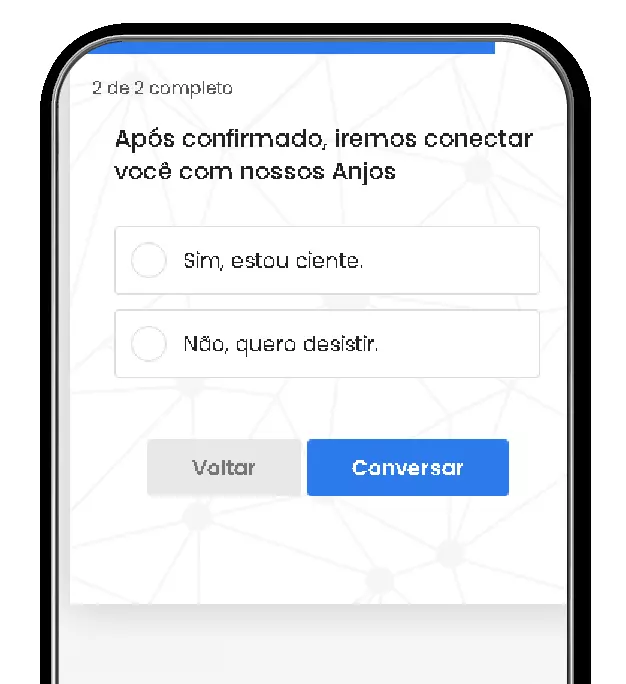 2 de 2 completo
Após confirmado, iremos conectar
você com nossos Anjos
Sim, estou ciente.
Não, quero desistir.
Voltar
Conversar